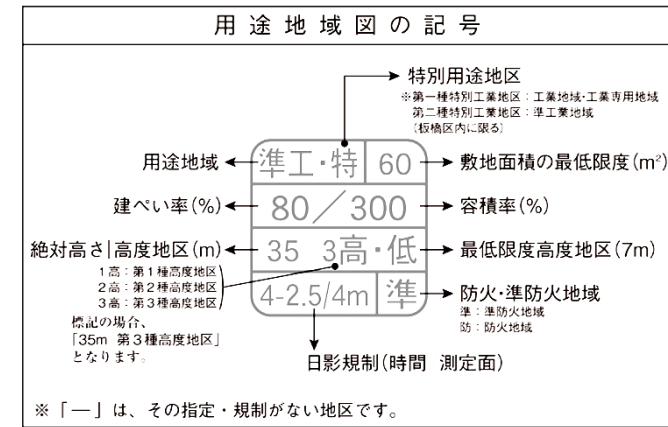 用途地域図の記号
特別用途地区
※第一種特別工業地区：工業地域・工業専用地域
第二種特別工業地区：準工業地域
（板橋区内に限る）
用途地域
準工・特
60
敷地面積の最低限度(m²)
建ぺい率(%)
80／300
容積率(%)
絶対高さ|高度地区(m)
35 3高・低
最低限度高度地区(7m)
1高：第1種高度地区
2高：第2種高度地区
3高：第3種高度地区
標記の場合、
「35m 第3種高度地区」
となります。
4-2.5/4m
準
防火・準防火地域
準：準防火地域
防：防火地域
日影規制(時間 測定面)
※「―」は、その指定・規制がない地区です。